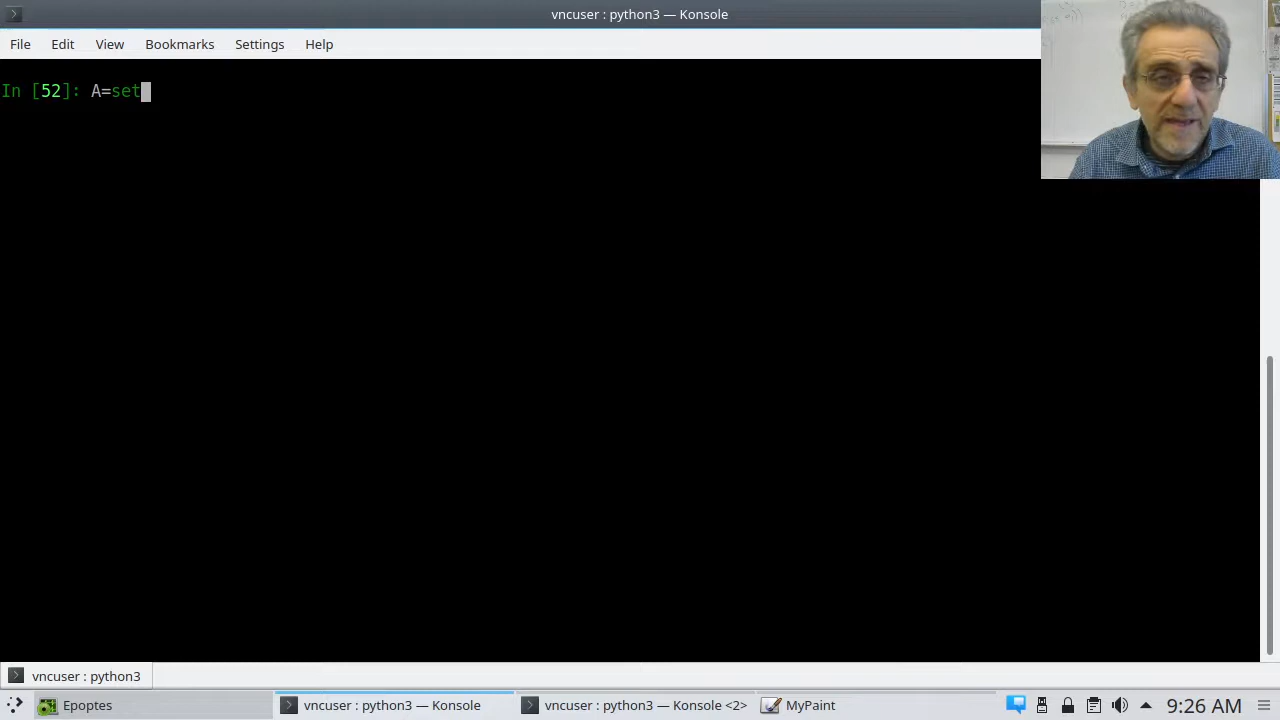 vncuser : python3 — Konsole
File Edit View Bookmarks Settings Help
In [52]: A=set
vncuser : python3
Epoptes
vncuser : python3 — Konsole
vncuser : python3 — Konsole <2>
MyPaint
9:26 AM